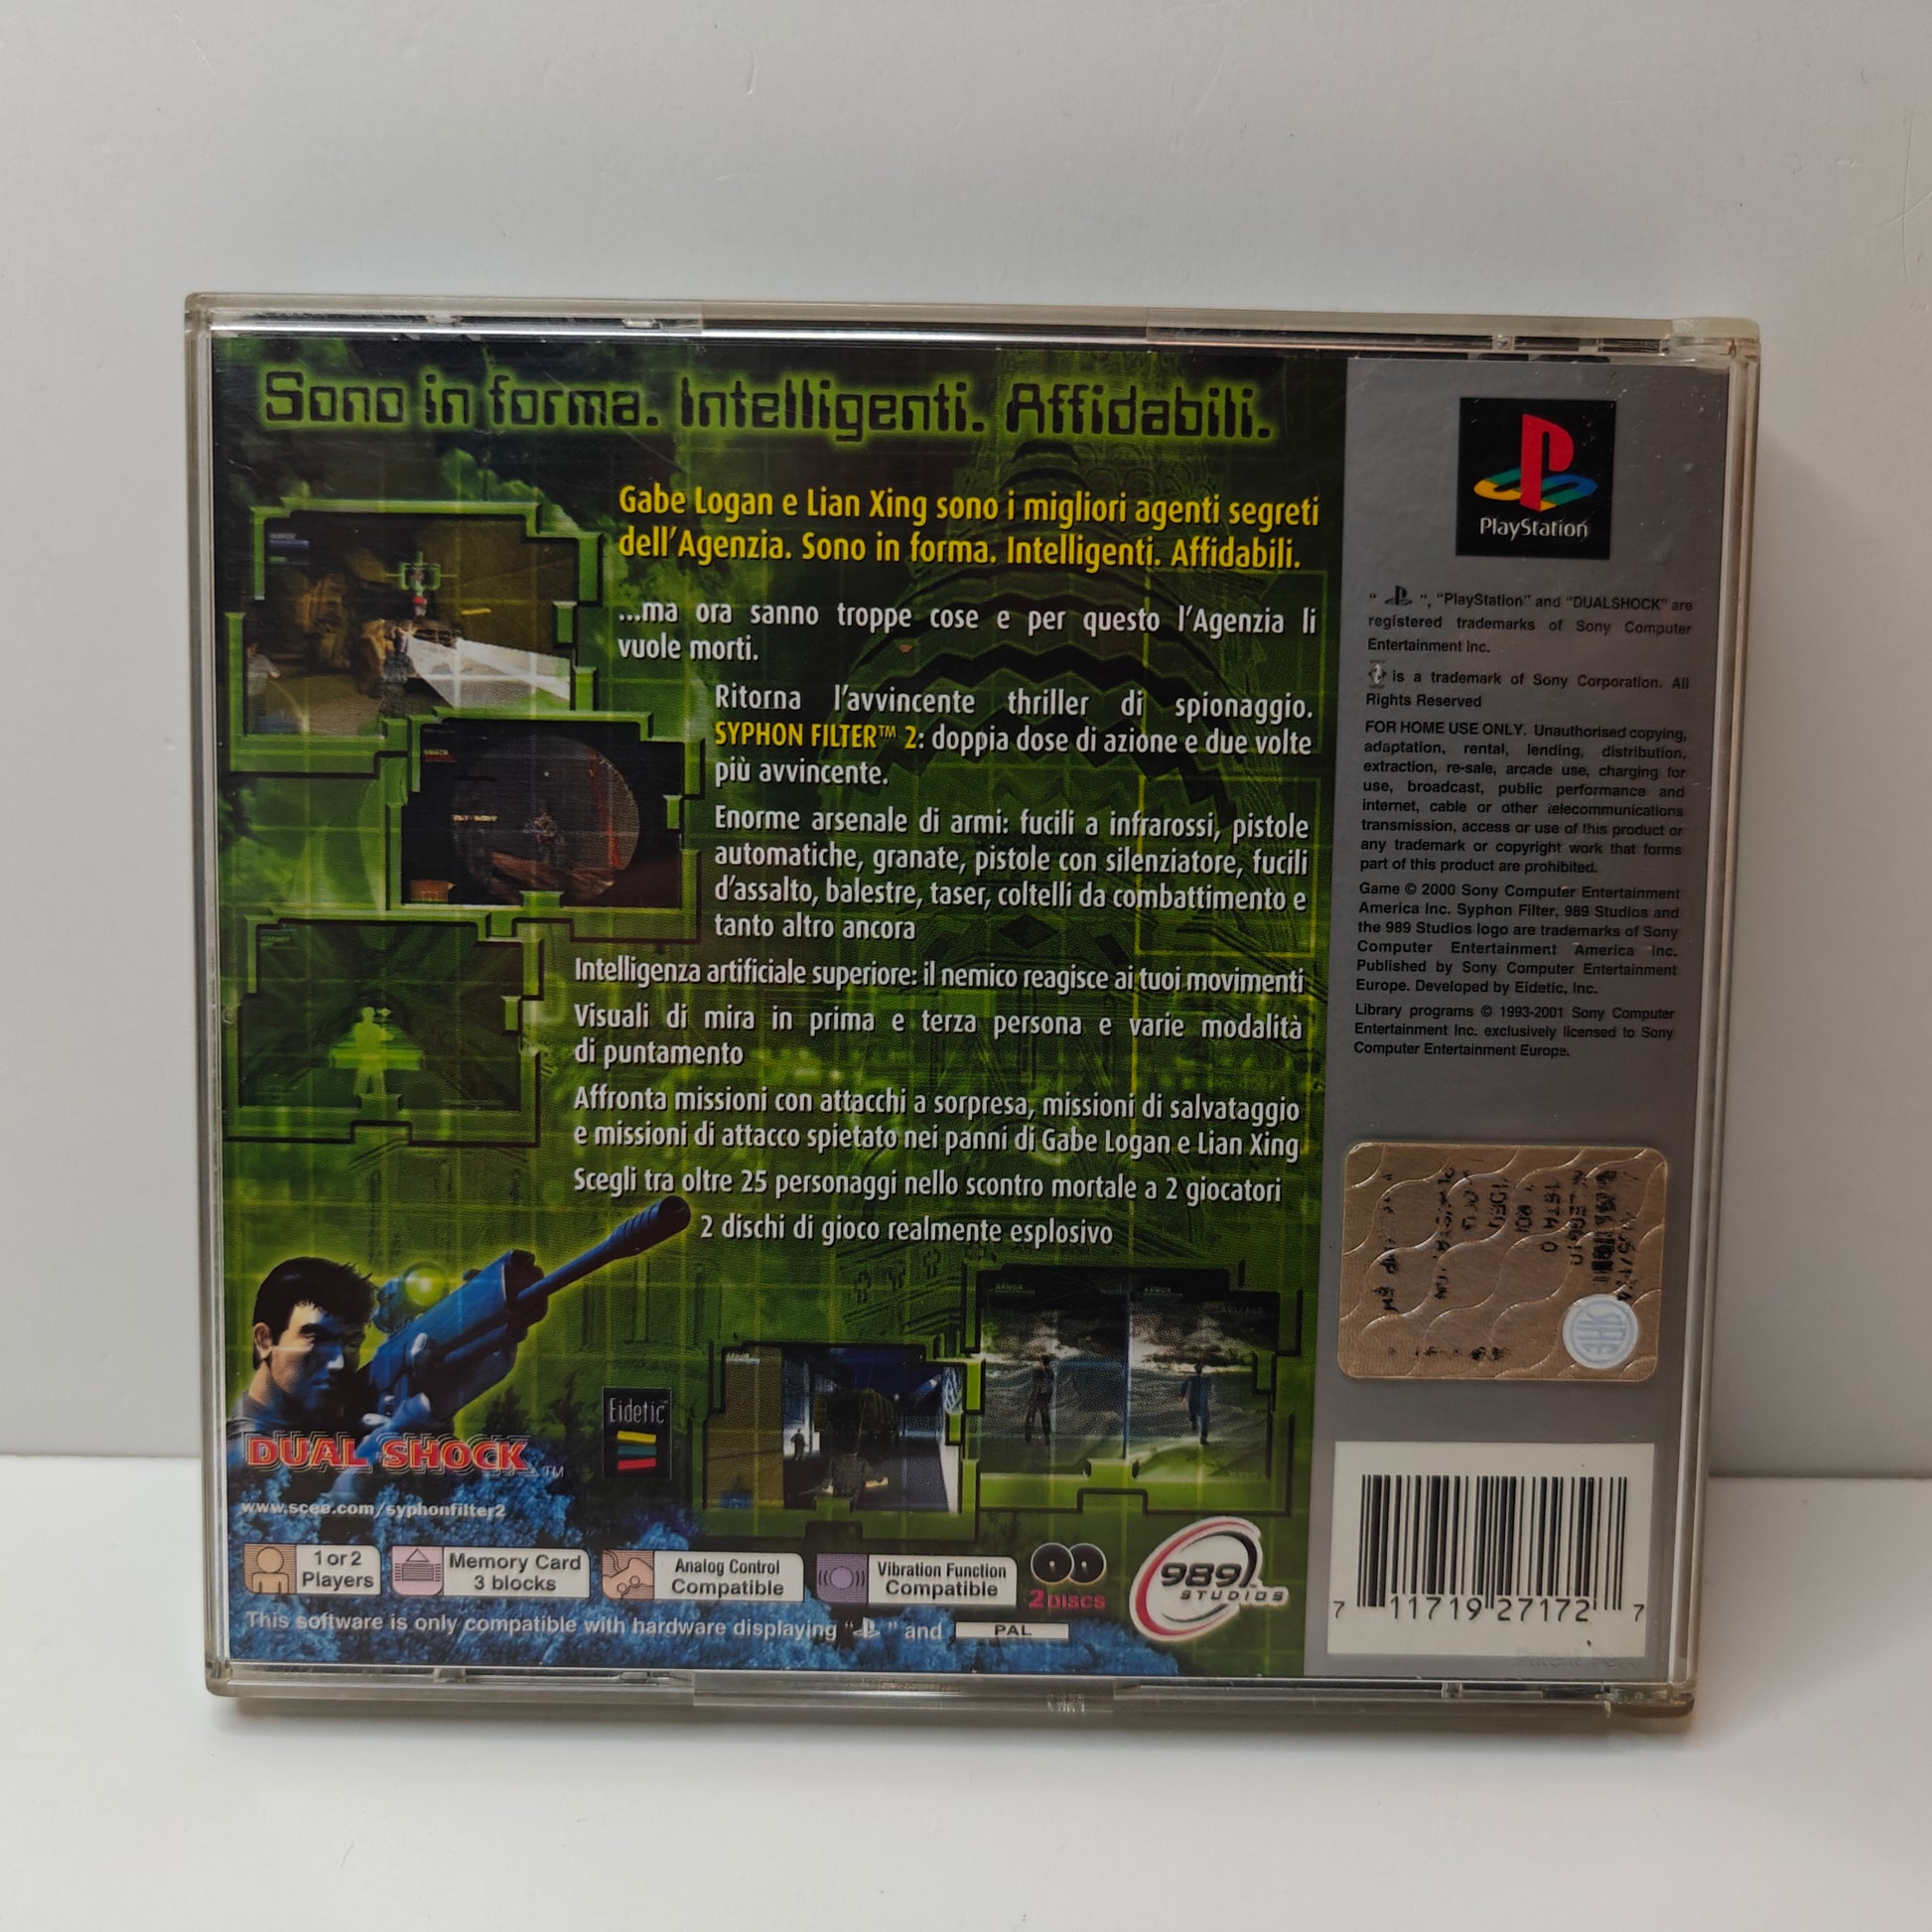 Sono in forma. Intelligenti. Affidabili.
Gabe Logan e Lian Xing sono i migliori agenti segreti
dell'Agenzia. Sono in forma. Intelligenti. Affidabili.
...ma ora sanno troppe cose e per questo l'Agenzia li
vuole morti.
Ritorna l'avvincente thriller di spionaggio.
SYPHON FILTER™ 2: doppia dose di azione e due volte
più avvincente.
Enorme arsenale di armi: fucili a infrarossi, pistole
automatiche, granate, pistole con silenziatore, fucili
d'assalto, balestre, taser, coltelli da combattimento e
tanto altro ancora
Intelligenza artificiale superiore: il nemico reagisce ai tuoi movimenti
Visuali di mira in prima e terza persona e varie modalità
di puntamento
Affronta missioni con attacchi a sorpresa, missioni di salvataggio
e missioni di attacco spietato nei panni di Gabe Logan e Lian Xing
Scegli tra oltre 25 personaggi nello scontro mortale a 2 giocatori
2 dischi di gioco realmente esplosivo
Eidetic
DUAL SHOCK™
www.scee.com/syphonfilter2
1 or 2
Players
Memory Card
3 blocks
Analog Control
Compatible
Vibration Function
Compatible
2 Discs
989™
STUDIOS
This software is only compatible with hardware displaying " " and PAL
PlayStation
" ", "PlayStation" and "DUALSHOCK" are
registered trademarks of Sony Computer
Entertainment Inc.
is a trademark of Sony Corporation. All
Rights Reserved
FOR HOME USE ONLY. Unauthorised copying,
adaptation, rental, lending, distribution,
extraction, re-sale, arcade use, charging for
use, broadcast, public performance and
internet, cable or other telecommunications
transmission, access or use of this product or
any trademark or copyright work that forms
part of this product are prohibited.
Game © 2000 Sony Computer Entertainment
America Inc. Syphon Filter, 989 Studios and
the 989 Studios logo are trademarks of Sony
Computer Entertainment America Inc.
Published by Sony Computer Entertainment
Europe. Developed by Eidetic, Inc.
Library programs © 1993-2001 Sony Computer
Entertainment Inc. exclusively licensed to Sony
Computer Entertainment Europe.
7 11719 27172 7